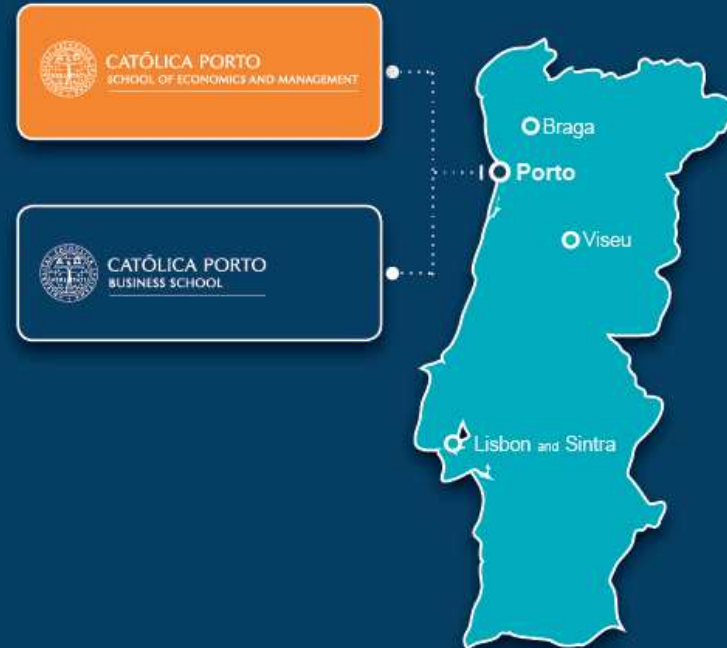 CATÓLICA PORTO
SCHOOL OF ECONOMICS AND MANAGEMENT
CATÓLICA PORTO
BUSINESS SCHOOL
Braga
Porto
Viseu
Lisbon and Sintra